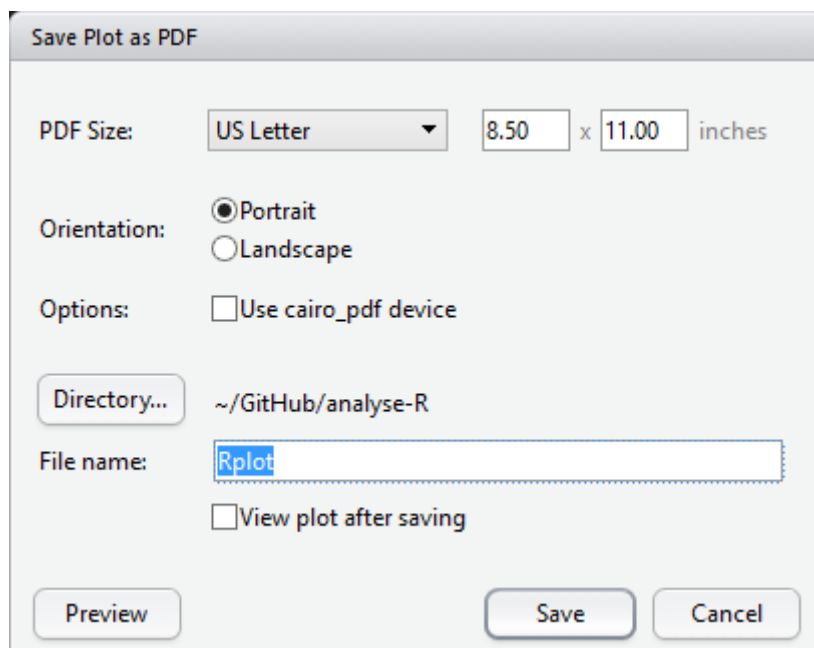 Save Plot as PDF
PDF Size: US Letter 8.50 x 11.00 inches
Orientation: Portrait
Landscape
Options: Use cairo_pdf device
Directory... ~/GitHub/analyse-R
File name: Rplot
View plot after saving
Preview Save Cancel